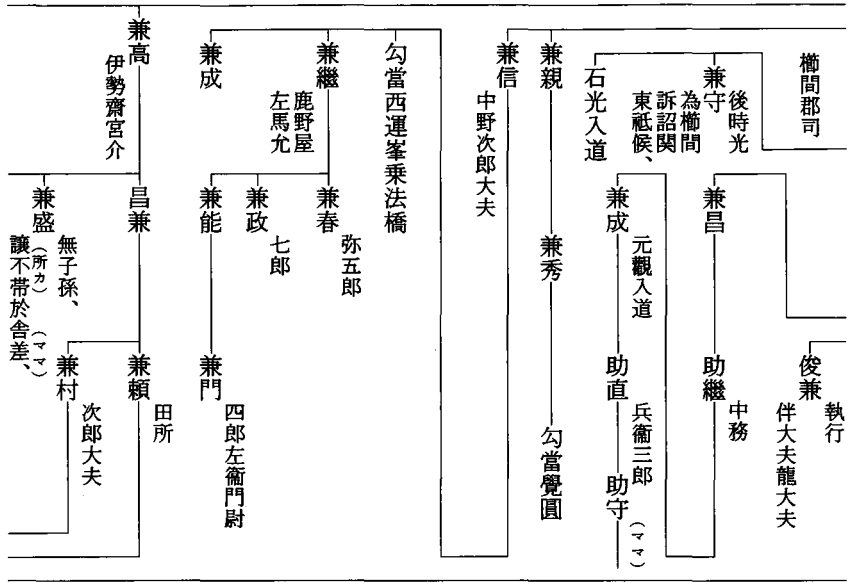 櫛間郡司
俊兼
執行
伴大夫龍大夫
兼守
後時光
為櫛間
訴詔関
東祗候、
石光入道
兼昌
助繼
中務
兼成
元觀入道
助直
兵衞三郎
助守
（ママ）
兼親
兼秀
勾當覺圓
兼信
中野次郎大夫
勾當西運峯乗法橋
兼繼
鹿野屋
左馬允
兼春
弥五郎
兼政
七郎
兼能
兼門
四郎左衞門尉
兼成
兼高
伊勢齋宮介
昌兼
兼頼
田所
兼村
次郎大夫
兼盛
無子孫、
（所カ）（ママ）
讓不帯於舎差、